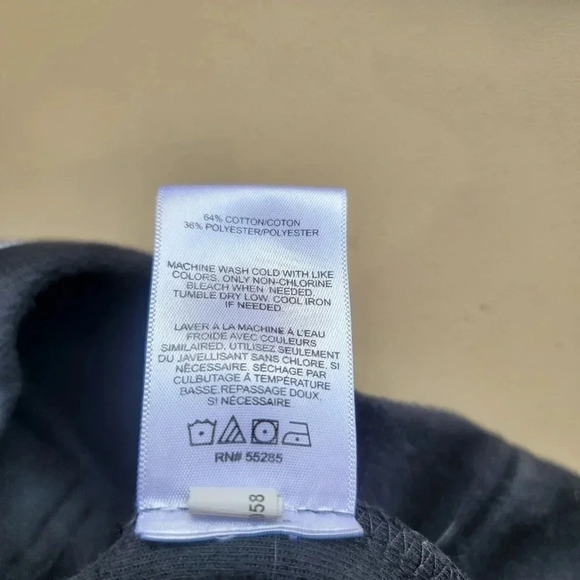 64% COTTON/COTON
36% POLYESTER/POLYESTER
MACHINE WASH COLD WITH LIKE
COLORS. ONLY NON-CHLORINE
BLEACH WHEN NEEDED.
TUMBLE DRY LOW. COOL IRON
IF NEEDED.
LAVER À LA MACHINE À L'EAU
FROIDE AVEC COULEURS
SIMILAIRED. UTILISEZ SEULEMENT
DU JAVELLISANT SANS CHLORE, SI
NÉCESSAIRE. SÉCHAGE PAR
CULBUTAGE À TEMPÉRATURE
BASSE.REPASSAGE DOUX.
SI NÉCESSAIRE
RN# 55285
058